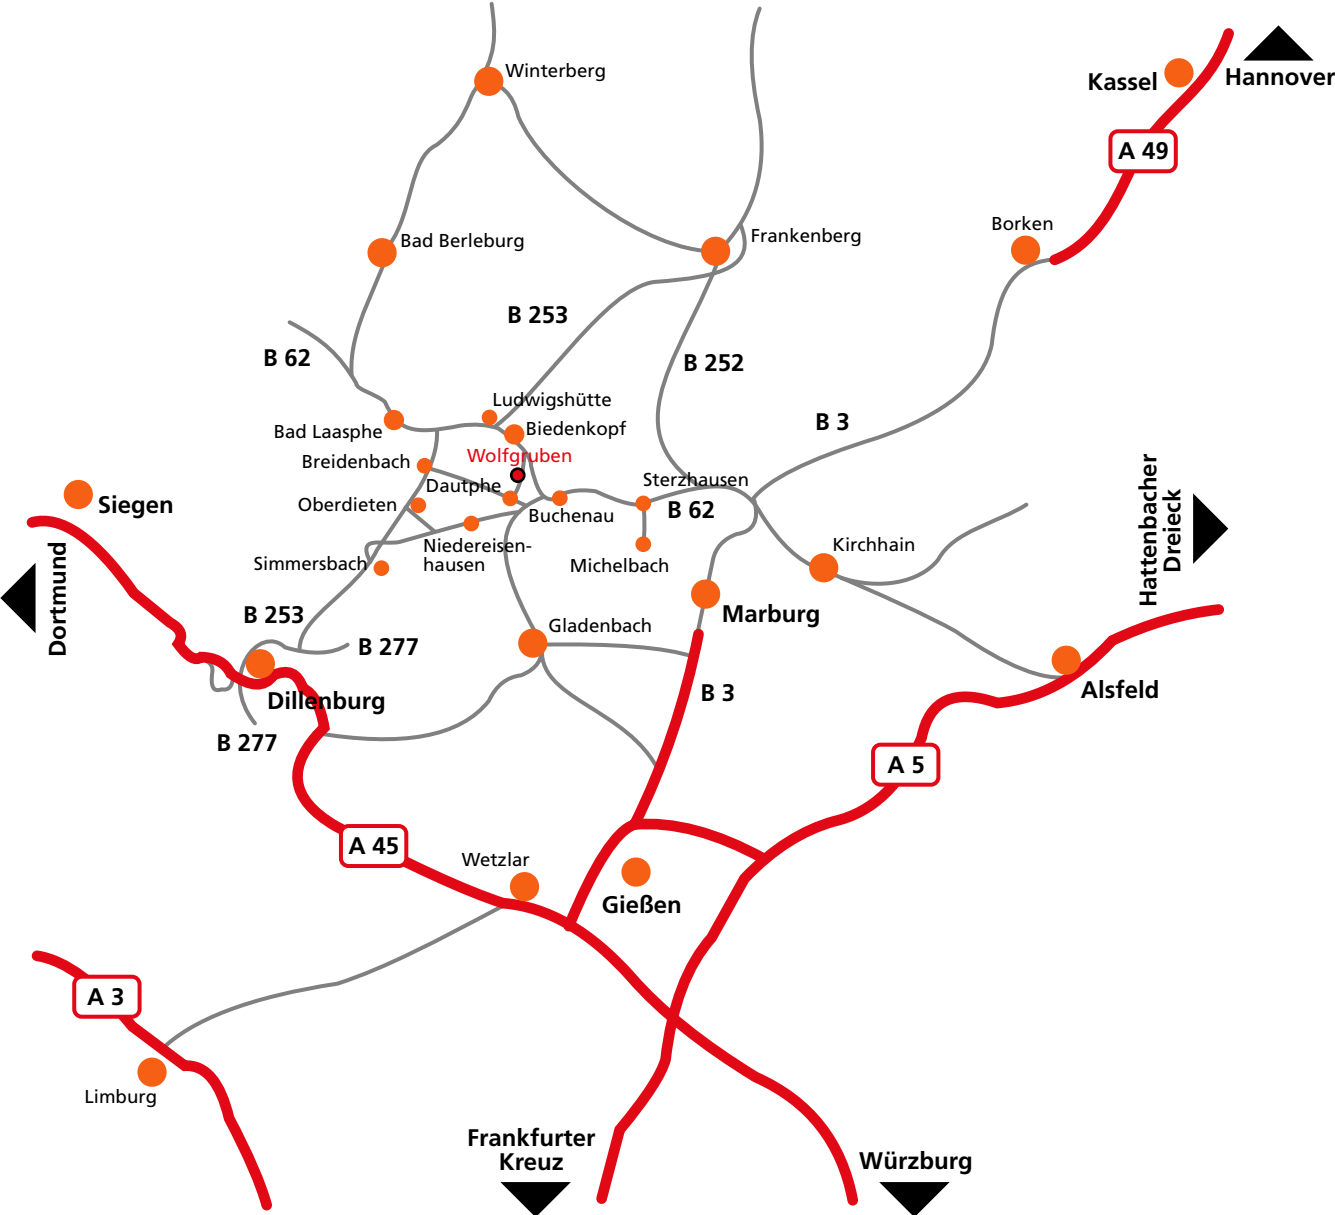 Winterberg
Kassel
Hannover
A 49
Bad Berleburg
Frankenberg
Borken
B 253
B 62
B 252
Ludwigshütte
B 3
Bad Laasphe
Biedenkopf
Wolfgruben
Breidenbach
Dautphe
Sterzhausen
Siegen
Oberdieten
Buchenau
B 62
Hattenbacher
Dreieck
Niedereisen-
hausen
Simmersbach
Michelbach
Kirchhain
Dortmund
B 253
Marburg
Gladenbach
B 277
Dillenburg
B 3
Alsfeld
B 277
A 5
A 45
Wetzlar
Gießen
A 3
Limburg
Frankfurter
Kreuz
Würzburg